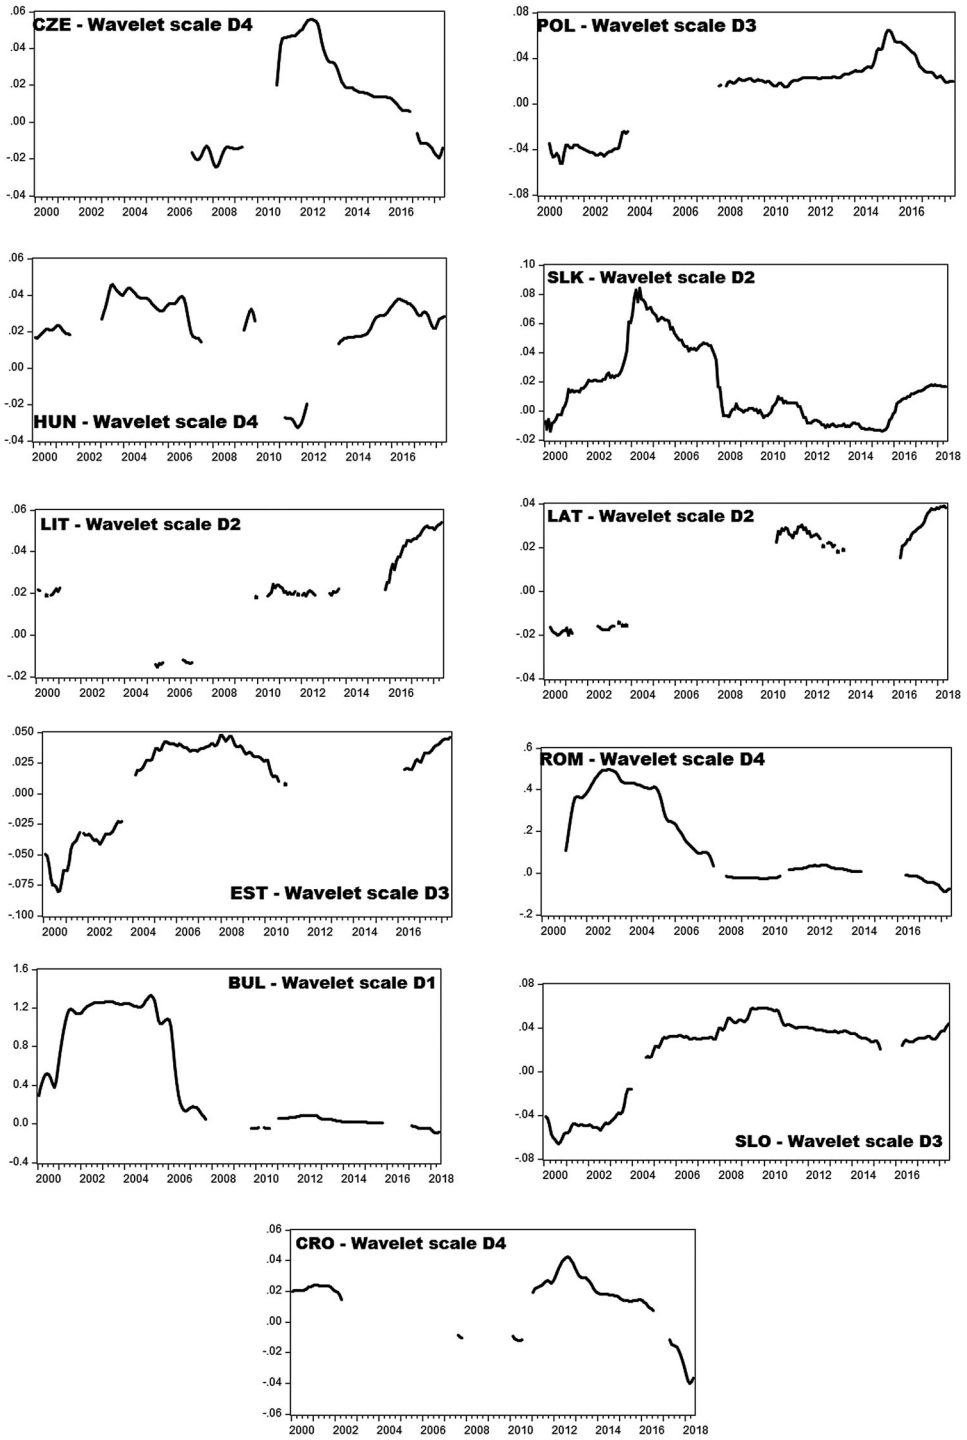 CZE - Wavelet scale D4
.06
.04
.02
.00
-.02
-.04
2000 2002 2004 2006 2008 2010 2012 2014 2016
POL - Wavelet scale D3
.08
.04
.00
-.04
-.08
2000 2002 2004 2006 2008 2010 2012 2014 2016
HUN - Wavelet scale D4
.06
.04
.02
.00
-.02
-.04
2000 2002 2004 2006 2008 2010 2012 2014 2016
SLK - Wavelet scale D2
.10
.08
.06
.04
.02
.00
-.02
2000 2002 2004 2006 2008 2010 2012 2014 2016 2018
LIT - Wavelet scale D2
.06
.04
.02
.00
-.02
2000 2002 2004 2006 2008 2010 2012 2014 2016
LAT - Wavelet scale D2
.04
.02
.00
-.02
-.04
2000 2002 2004 2006 2008 2010 2012 2014 2016 2018
EST - Wavelet scale D3
.050
.025
.000
-.025
-.050
-.075
-.100
2000 2002 2004 2006 2008 2010 2012 2014 2016
ROM - Wavelet scale D4
.6
.4
.2
.0
-.2
2000 2002 2004 2006 2008 2010 2012 2014 2016
BUL - Wavelet scale D1
1.6
1.2
0.8
0.4
0.0
-0.4
2000 2002 2004 2006 2008 2010 2012 2014 2016 2018
SLO - Wavelet scale D3
.08
.04
.00
-.04
-.08
2000 2002 2004 2006 2008 2010 2012 2014 2016
CRO - Wavelet scale D4
.06
.04
.02
.00
-.02
-.04
-.06
2000 2002 2004 2006 2008 2010 2012 2014 2016 2018